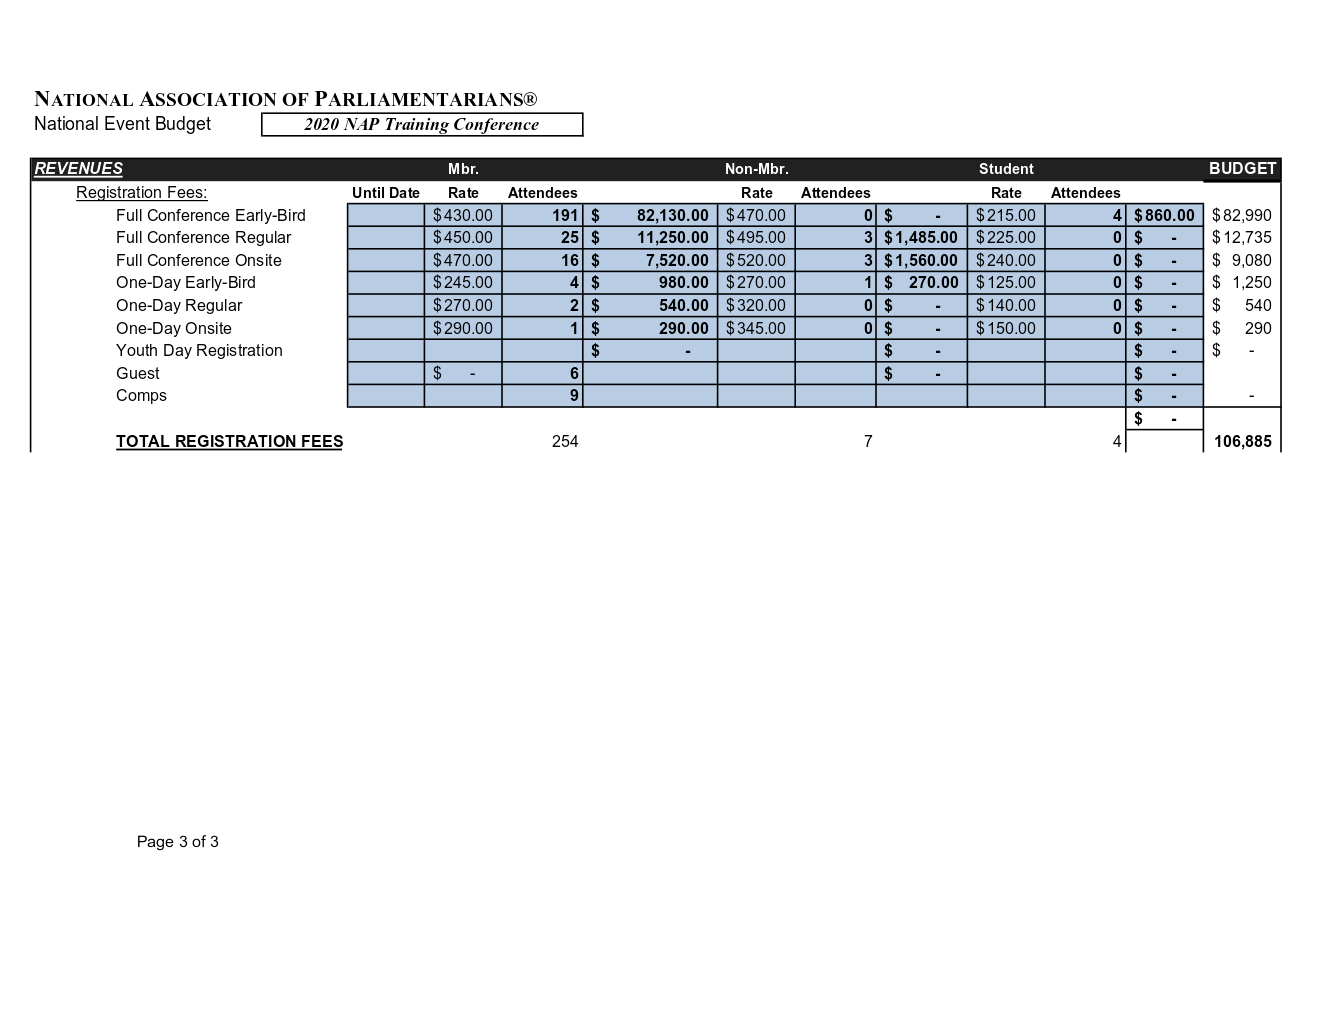 NATIONAL ASSOCIATION OF PARLIAMENTARIANS®
National Event Budget 2020 NAP Training Conference
REVENUES Mbr. Non-Mbr. Student BUDGET
Registration Fees: Until Date Rate Attendees Rate Attendees Rate Attendees
Full Conference Early-Bird $430.00 191 $ 82,130.00 $470.00 0 $ - $215.00 4 $860.00 $82,990
Full Conference Regular $450.00 25 $ 11,250.00 $495.00 3 $1,485.00 $225.00 0 $ - $12,735
Full Conference Onsite $470.00 16 $ 7,520.00 $520.00 3 $1,560.00 $240.00 0 $ - $ 9,080
One-Day Early-Bird $245.00 4 $ 980.00 $270.00 1 $ 270.00 $125.00 0 $ - $ 1,250
One-Day Regular $270.00 2 $ 540.00 $320.00 0 $ - $140.00 0 $ - $ 540
One-Day Onsite $290.00 1 $ 290.00 $345.00 0 $ - $150.00 0 $ - $ 290
Youth Day Registration $ - $ - $ - $ -
Guest $ - 6 $ - $ -
Comps 9 $ - -
$ -
TOTAL REGISTRATION FEES 254 7 4 106,885
Page 3 of 3